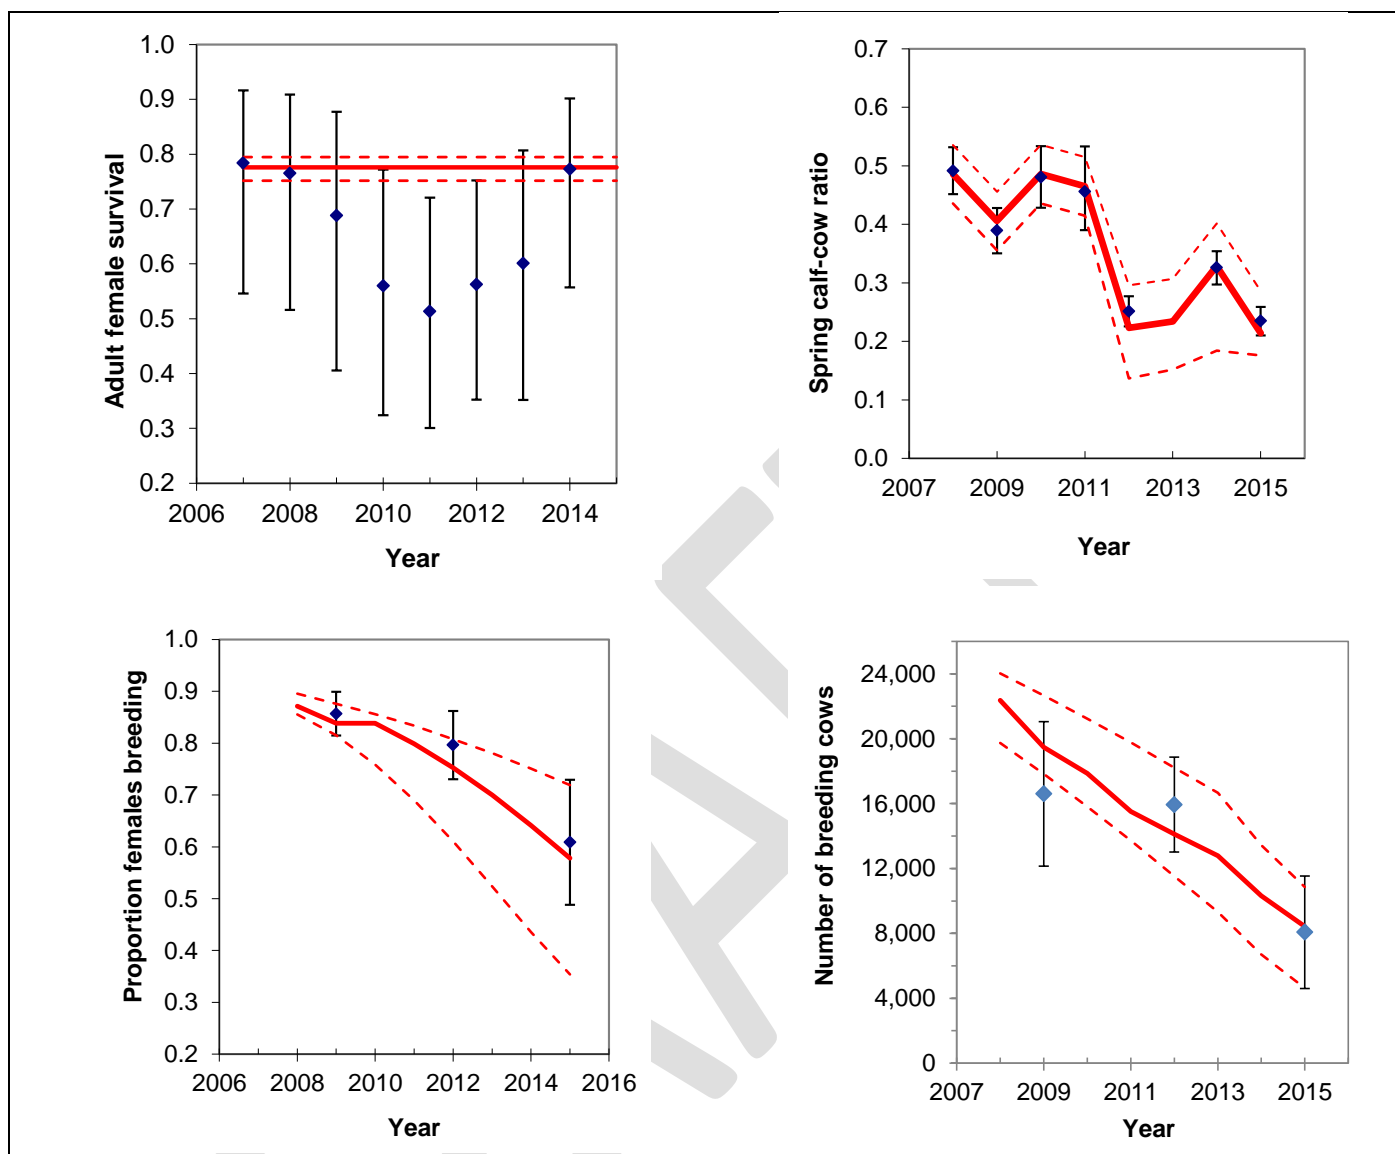 Adult female survival
1.0
0.9
0.8
0.7
0.6
0.5
0.4
0.3
0.2
2006 2008 2010 2012 2014
Year
Spring calf-cow ratio
0.7
0.6
0.5
0.4
0.3
0.2
0.1
0.0
2007 2009 2011 2013 2015
Year
Proportion females breeding
1.0
0.9
0.8
0.7
0.6
0.5
0.4
0.3
0.2
2006 2008 2010 2012 2014 2016
Year
Number of breeding cows
24,000
20,000
16,000
12,000
8,000
4,000
0
2007 2009 2011 2013 2015
Year